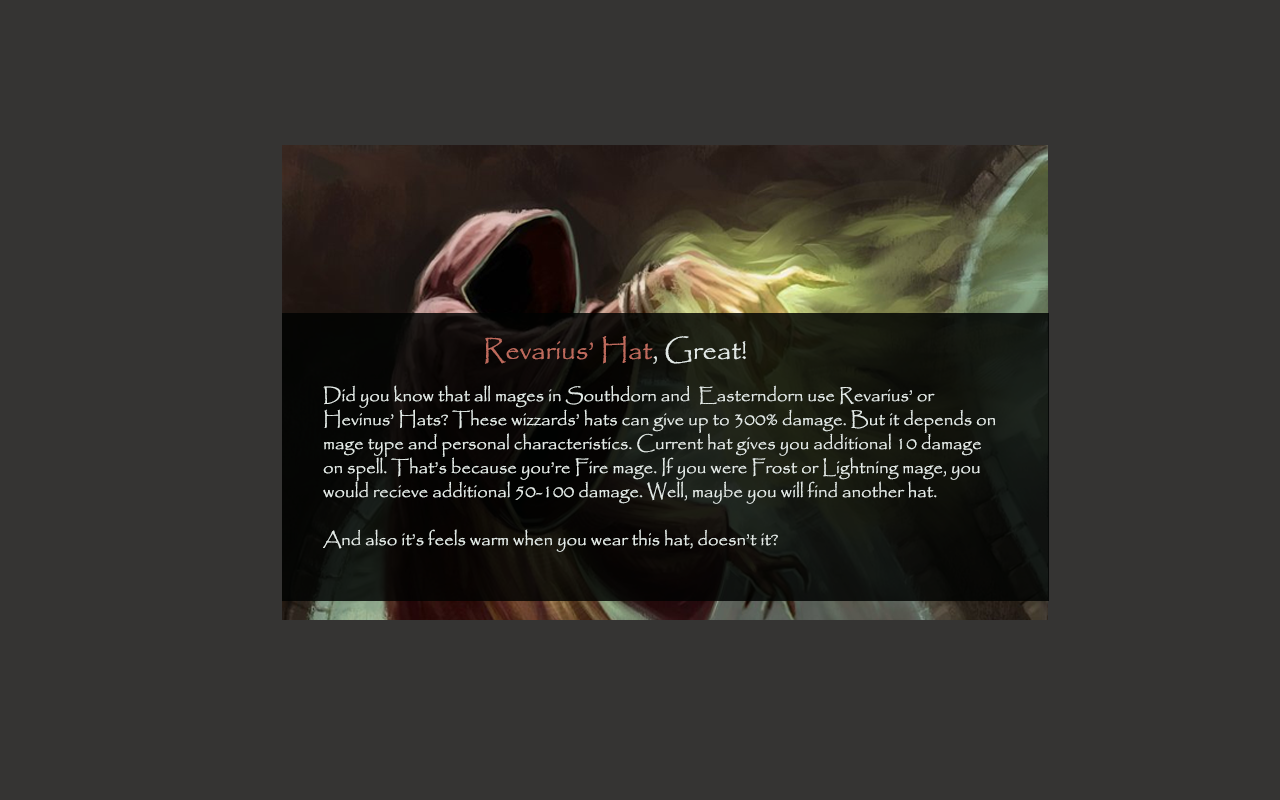 Revarius’ Hat, Great!
Did you know that all mages in Southdorn and Easterndorn use Revarius’ or
Hevinus’ Hats? These wizzards’ hats can give up to 300% damage. But it depends on
mage type and personal characteristics. Current hat gives you additional 10 damage
on spell. That’s because you’re Fire mage. If you were Frost or Lightning mage, you
would recieve additional 50-100 damage. Well, maybe you will find another hat.
And also it’s feels warm when you wear this hat, doesn’t it?